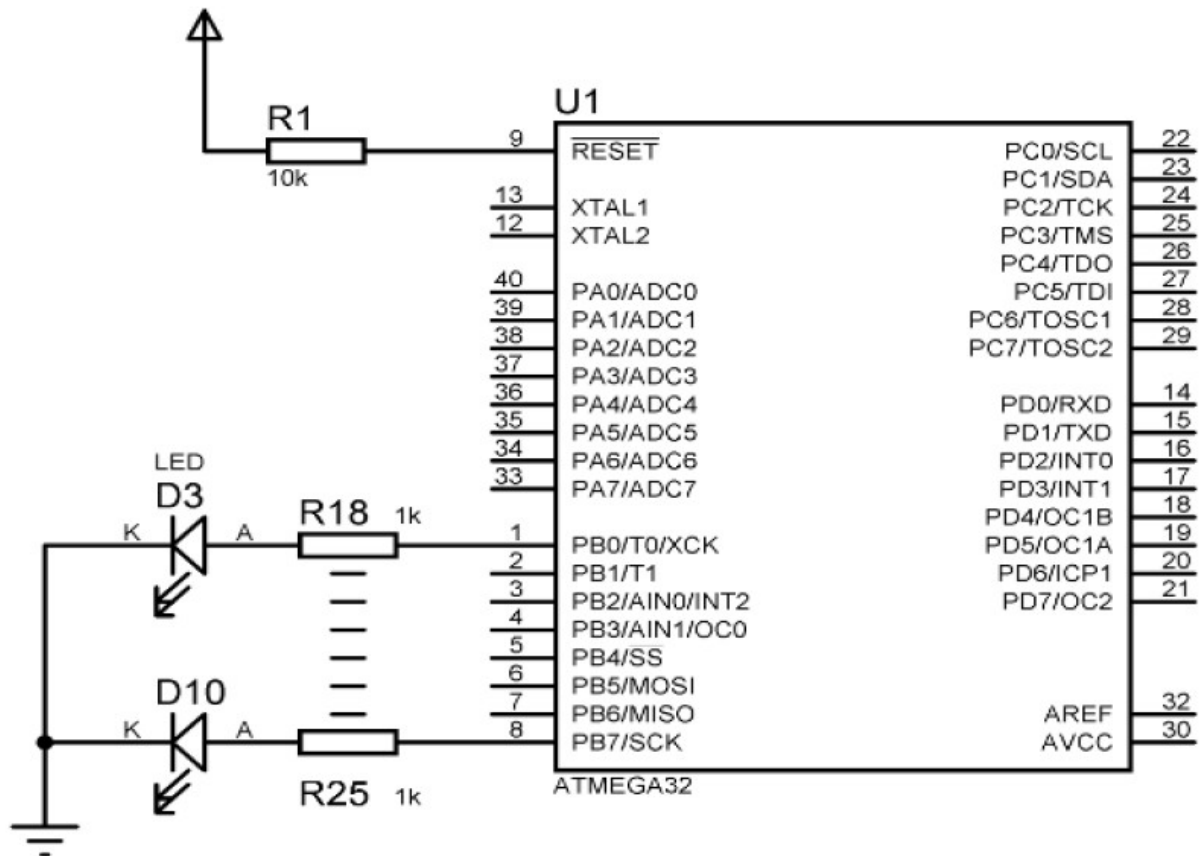 U1
R1
10k
9 RESET
13 XTAL1
12 XTAL2
40 PA0/ADC0
39 PA1/ADC1
38 PA2/ADC2
37 PA3/ADC3
36 PA4/ADC4
35 PA5/ADC5
34 PA6/ADC6
33 PA7/ADC7
1 PB0/T0/XCK
2 PB1/T1
3 PB2/AIN0/INT2
4 PB3/AIN1/OC0
5 PB4/SS
6 PB5/MOSI
7 PB6/MISO
8 PB7/SCK
PC0/SCL 22
PC1/SDA 23
PC2/TCK 24
PC3/TMS 25
PC4/TDO 26
PC5/TDI 27
PC6/TOSC1 28
PC7/TOSC2 29
PD0/RXD 14
PD1/TXD 15
PD2/INT0 16
PD3/INT1 17
PD4/OC1B 18
PD5/OC1A 19
PD6/ICP1 20
PD7/OC2 21
AREF 32
AVCC 30
ATMEGA32
LED
D3
K A
R18 1k
D10
K A
R25 1k